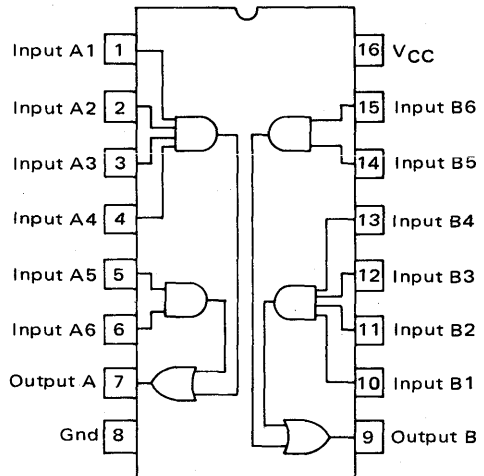 Input A1 1
Input A2 2
Input A3 3
Input A4 4
Input A5 5
Input A6 6
Output A 7
Gnd 8
16 VCC
15 Input B6
14 Input B5
13 Input B4
12 Input B3
11 Input B2
10 Input B1
9 Output B